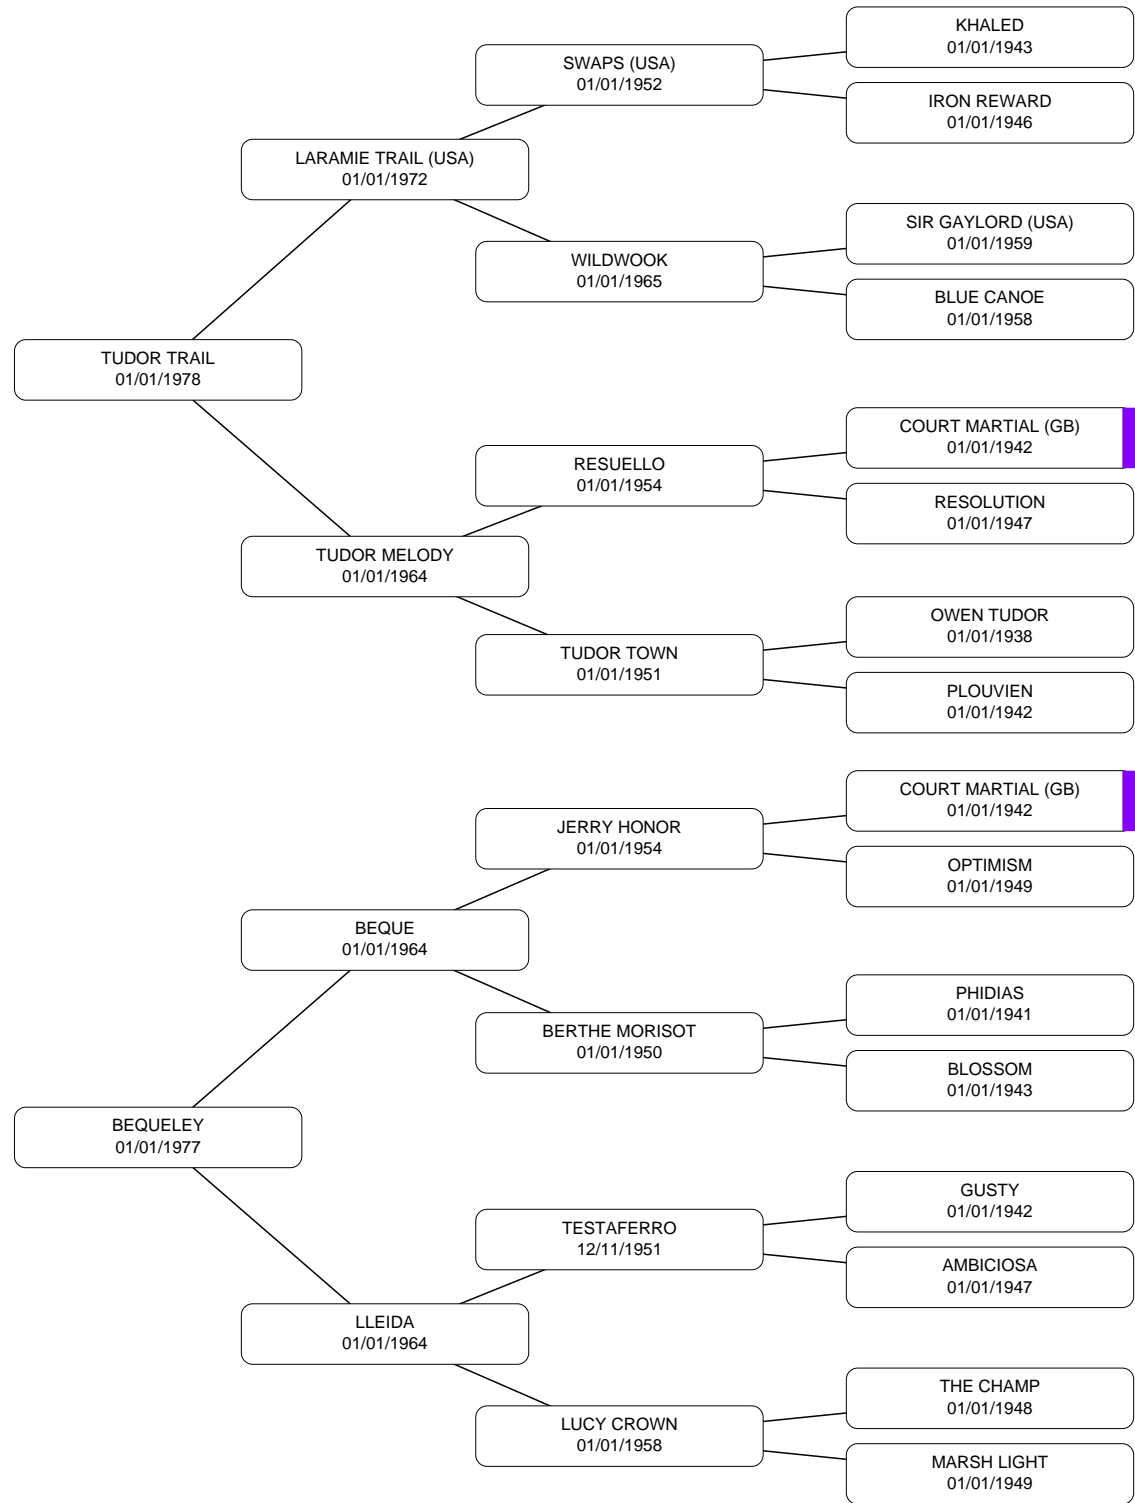 KHALED
01/01/1943
SWAPS (USA)
01/01/1952
IRON REWARD
01/01/1946
LARAMIE TRAIL (USA)
01/01/1972
SIR GAYLORD (USA)
01/01/1959
WILDWOOK
01/01/1965
BLUE CANOE
01/01/1958
TUDOR TRAIL
01/01/1978
COURT MARTIAL (GB)
01/01/1942
RESUELLO
01/01/1954
RESOLUTION
01/01/1947
TUDOR MELODY
01/01/1964
OWEN TUDOR
01/01/1938
TUDOR TOWN
01/01/1951
PLOUVIEN
01/01/1942
COURT MARTIAL (GB)
01/01/1942
JERRY HONOR
01/01/1954
OPTIMISM
01/01/1949
BEQUE
01/01/1964
PHIDIAS
01/01/1941
BERTHE MORISOT
01/01/1950
BLOSSOM
01/01/1943
BEQUELEY
01/01/1977
GUSTY
01/01/1942
TESTAFERRO
12/11/1951
AMBICIOSA
01/01/1947
LLEIDA
01/01/1964
THE CHAMP
01/01/1948
LUCY CROWN
01/01/1958
MARSH LIGHT
01/01/1949